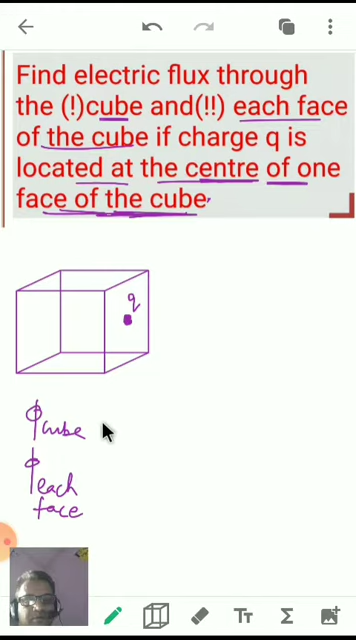 Find electric flux through
the (!)cube and(!!) each face
of the cube if charge q is
located at the centre of one
face of the cube
q
φcube
φeach
face
Tт
Σ